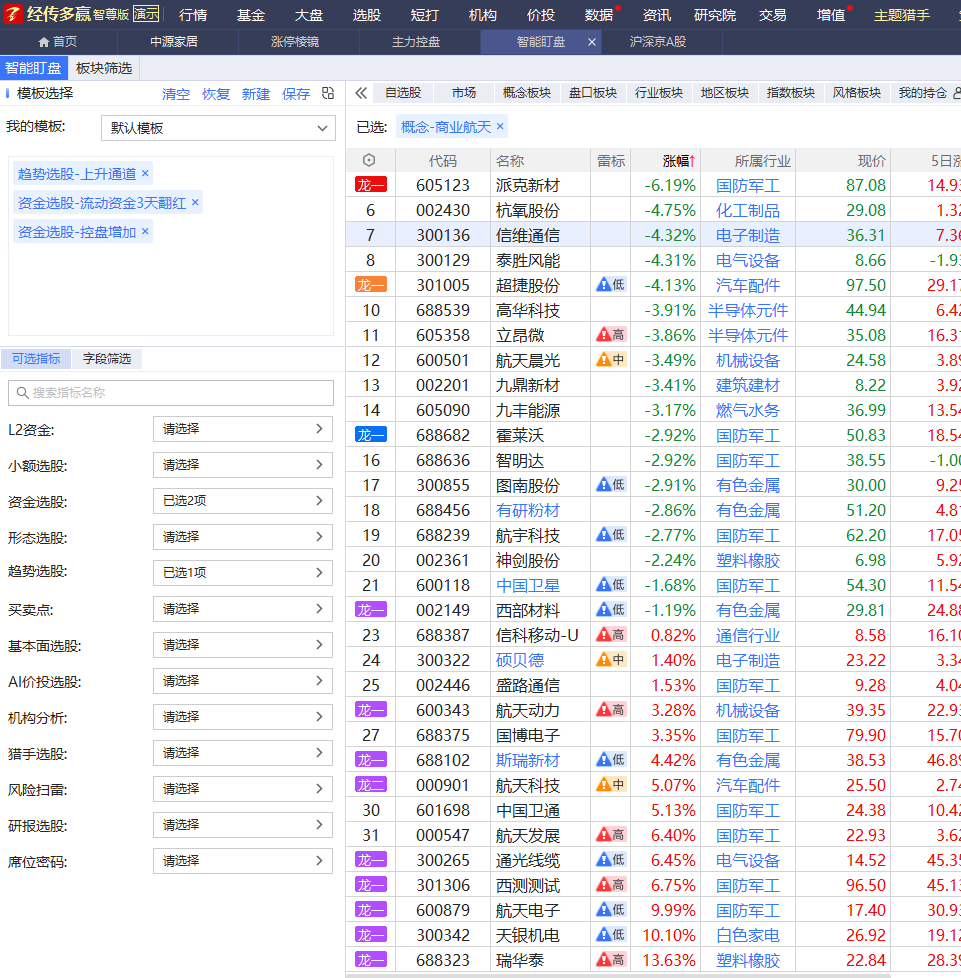 经传多赢 智尊版 演示 行情 基金 大盘 选股 短打 机构 价投 数据 资讯 研究院 交易 增值 主题猎手
首页 中源家居 涨停棱镜 主力控盘 智能盯盘 × 沪深京A股
智能盯盘 板块筛选
模板选择 清空 恢复 新建 保存
我的模板: 默认模板
趋势选股-上升通道 ×
资金选股-流动资金3天翻红 ×
资金选股-控盘增加 ×
可选指标 字段筛选
搜索指标名称
L2资金: 请选择
小额选股: 请选择
资金选股: 已选2项
形态选股: 请选择
趋势选股: 已选1项
买卖点: 请选择
基本面选股: 请选择
AI价投选股: 请选择
机构分析: 请选择
猎手选股: 请选择
风险扫雷: 请选择
研报选股: 请选择
席位密码: 请选择
自选股 市场 概念板块 盘口板块 行业板块 地区板块 指数板块 风格板块 我的持仓
已选: 概念-商业航天 ×
代码 名称 雷标 涨幅↑ 所属行业 现价 5日
龙一 605123 派克新材 -6.19% 国防军工 87.08 14.9
6 002430 杭氧股份 -4.75% 化工制品 29.08 1.3
7 300136 信维通信 -4.32% 电子制造 36.31 7.3
8 300129 泰胜风能 -4.31% 电气设备 8.66 -1.9
龙一 301005 超捷股份 低 -4.13% 汽车配件 97.50 29.1
10 688539 高华科技 -3.91% 半导体元件 44.94 6.4
11 605358 立昂微 高 -3.86% 半导体元件 35.08 16.3
12 600501 航天晨光 中 -3.49% 机械设备 24.58 3.8
13 002201 九鼎新材 -3.41% 建筑建材 8.22 3.9
14 605090 九丰能源 -3.17% 燃气水务 36.99 13.5
龙一 688682 霍莱沃 -2.92% 国防军工 50.83 18.5
16 688636 智明达 -2.92% 国防军工 38.55 -1.0
17 300855 图南股份 低 -2.91% 有色金属 30.00 9.2
18 688456 有研粉材 -2.86% 有色金属 51.20 4.8
19 688239 航宇科技 低 -2.77% 国防军工 62.20 17.0
20 002361 神剑股份 -2.24% 塑料橡胶 6.98 5.9
21 600118 中国卫星 低 -1.68% 国防军工 54.30 11.5
龙一 002149 西部材料 低 -1.19% 有色金属 29.81 24.8
23 688387 信科移动-U 高 0.82% 通信行业 8.58 16.1
24 300322 硕贝德 中 1.40% 电子制造 23.22 3.3
25 002446 盛路通信 1.53% 国防军工 9.28 4.0
龙一 600343 航天动力 高 3.28% 机械设备 39.35 22.9
27 688375 国博电子 3.35% 国防军工 79.90 15.7
龙一 688102 斯瑞新材 低 4.42% 有色金属 38.53 46.8
龙二 000901 航天科技 中 5.07% 汽车配件 25.50 2.7
30 601698 中国卫通 5.13% 国防军工 24.38 10.4
31 000547 航天发展 高 6.40% 国防军工 22.93 3.6
龙一 300265 通光线缆 低 6.45% 电气设备 14.52 45.3
龙一 301306 西测测试 高 6.75% 国防军工 96.50 45.1
龙一 600879 航天电子 低 9.99% 国防军工 17.40 30.9
龙一 300342 天银机电 低 10.10% 白色家电 26.92 19.1
龙一 688323 瑞华泰 高 13.63% 塑料橡胶 22.84 28.3